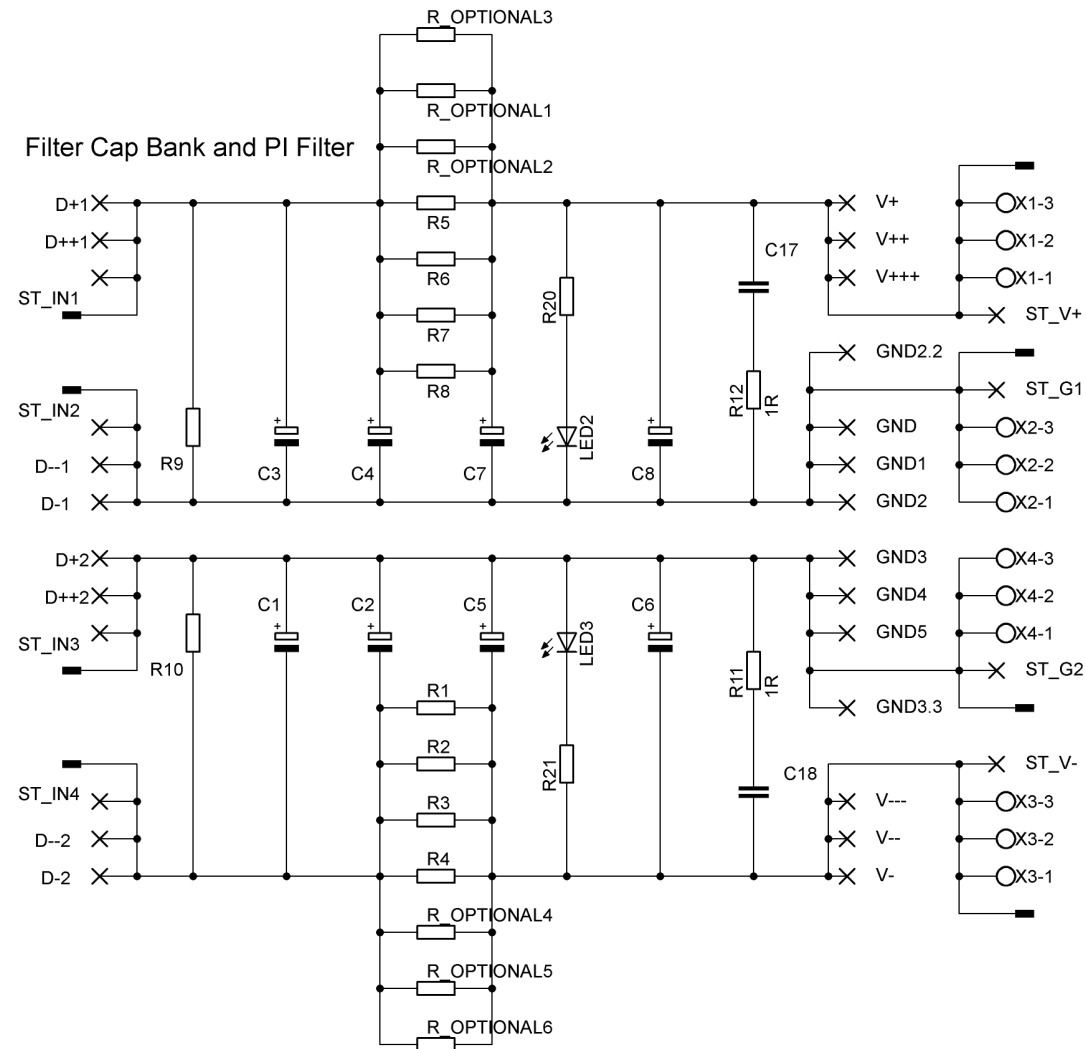 R_OPTIONAL3
R_OPTIONAL1
Filter Cap Bank and PI Filter
R_OPTIONAL2
D+1
R5
V+
X1-3
D++1
V++
X1-2
C17
R6
V+++
X1-1
ST_IN1
R20
R7
ST_V+
GND2.2
R8
R12
1R
ST_G1
ST_IN2
LED2
GND
X2-3
D--1
R9
C3
C4
C7
C8
GND1
X2-2
D-1
GND2
X2-1
D+2
GND3
X4-3
D++2
C1
C2
C5
C6
GND4
X4-2
ST_IN3
LED3
GND5
X4-1
R10
R11
1R
ST_G2
R1
GND3.3
R2
R21
C18
ST_V-
ST_IN4
R3
V---
X3-3
D--2
V--
X3-2
R4
D-2
V-
X3-1
R_OPTIONAL4
R_OPTIONAL5
R_OPTIONAL6